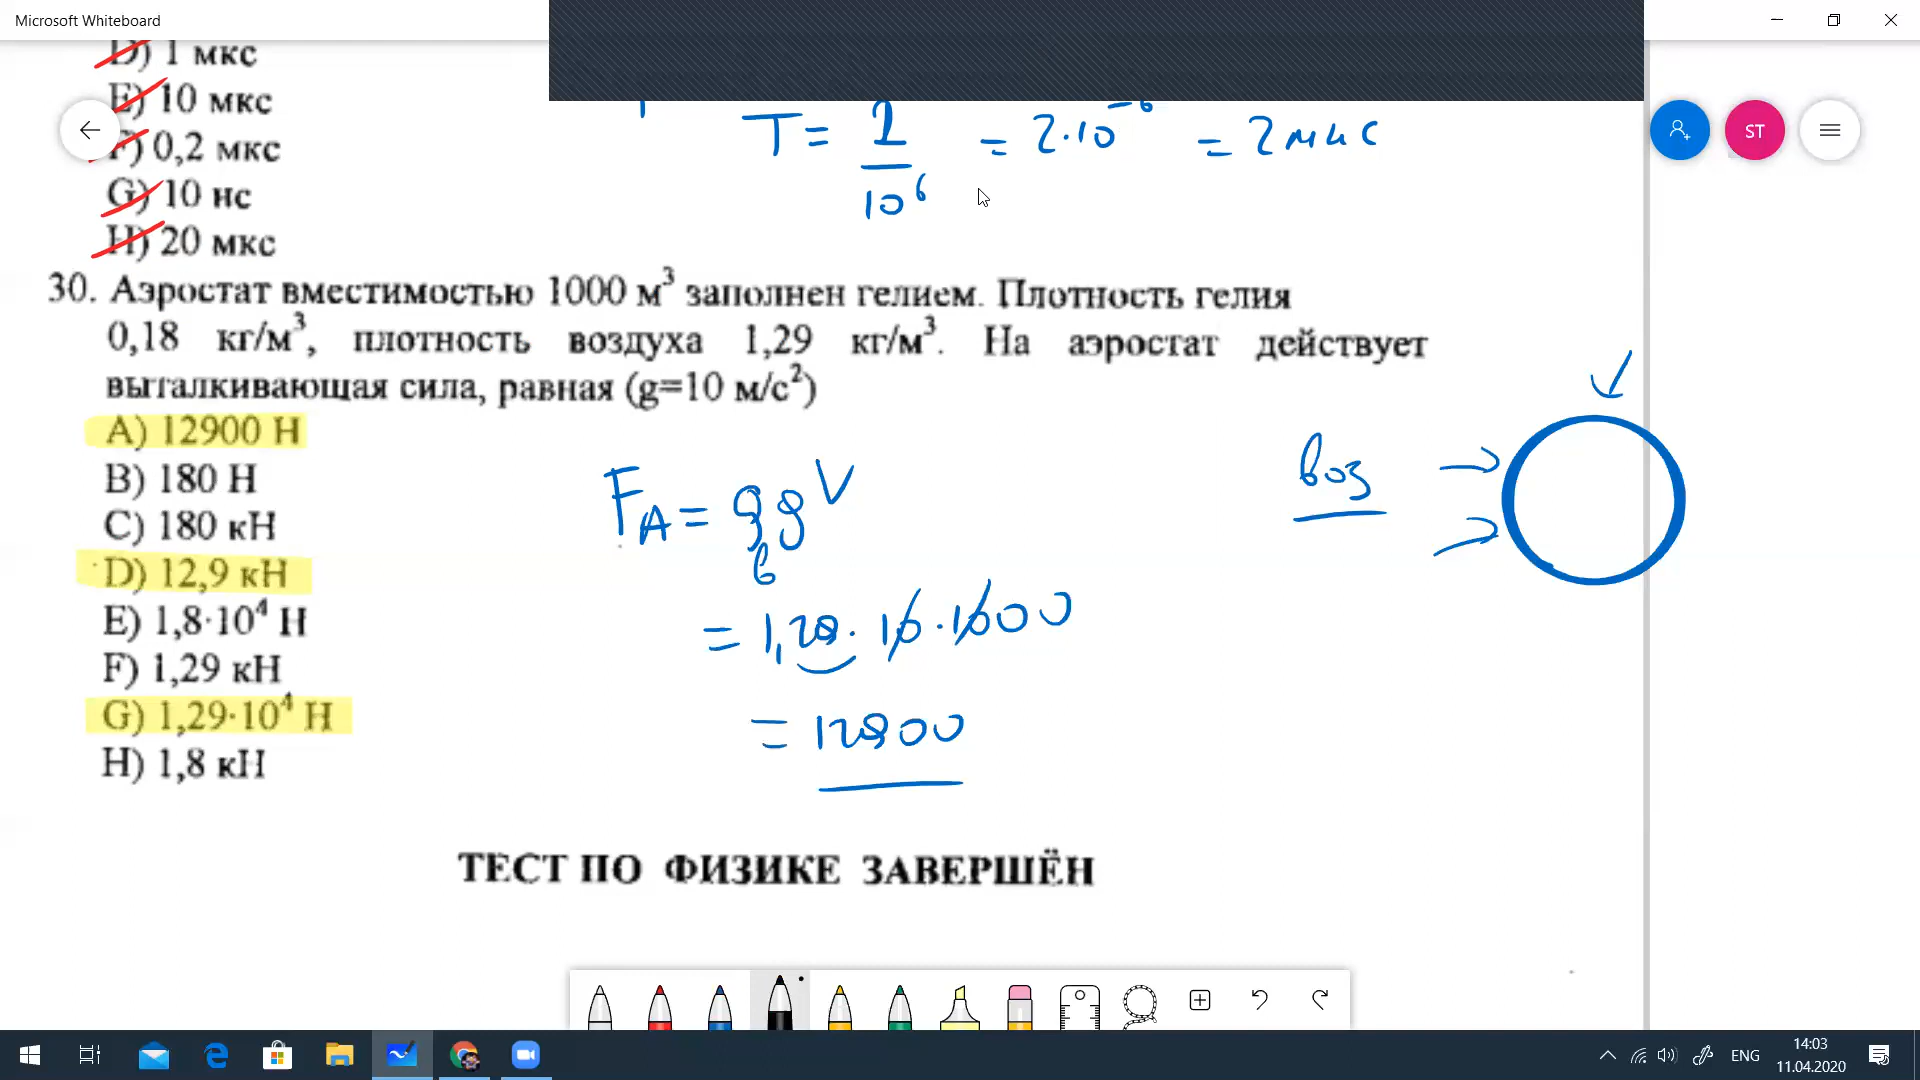 Microsoft Whiteboard
D) 1 мкс
E) 10 мкс
F) 0,2 мкс
G) 10 нс
H) 20 мкс
T = 2/10⁶ = 2·10⁻⁶ = 2 мкс
ST
30. Аэростат вместимостью 1000 м³ заполнен гелием. Плотность гелия
0,18 кг/м³, плотность воздуха 1,29 кг/м³. На аэростат действует
выталкивающая сила, равная (g=10 м/с²)
A) 12900 Н
B) 180 Н
C) 180 кН
D) 12,9 кН
E) 1,8·10⁴ Н
F) 1,29 кН
G) 1,29·10⁴ Н
H) 1,8 кН
воз
F_A = ρ_в g V
= 1,29 · 10 · 1000
= 12900
ТЕСТ ПО ФИЗИКЕ ЗАВЕРШЁН
ENG
14:03
11.04.2020